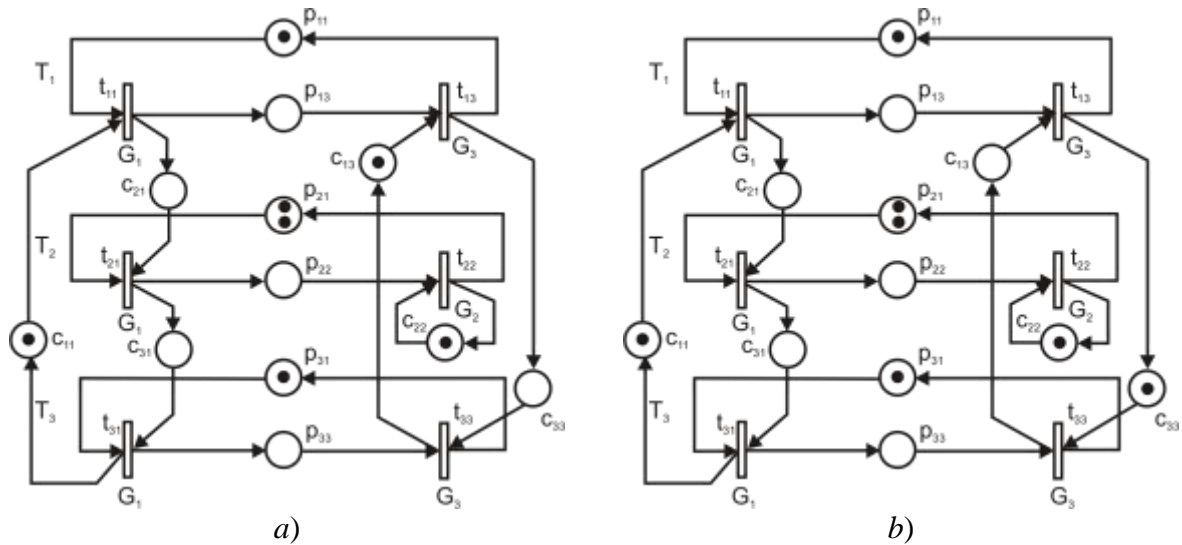 p11 p11
T1 T1
t11 p13 t13 t11 p13 t13
G1 c13 G3 G1 c13 G3
c21 p21 c21 p21
T2 t21 p22 t22 T2 t21 p22 t22
G1 c22 G2 G1 c22 G2
c11 c31 p31 c11 c31 p31
T3 t31 p33 t33 c33 T3 t31 p33 t33 c33
G1 G3 G1 G3
a) b)